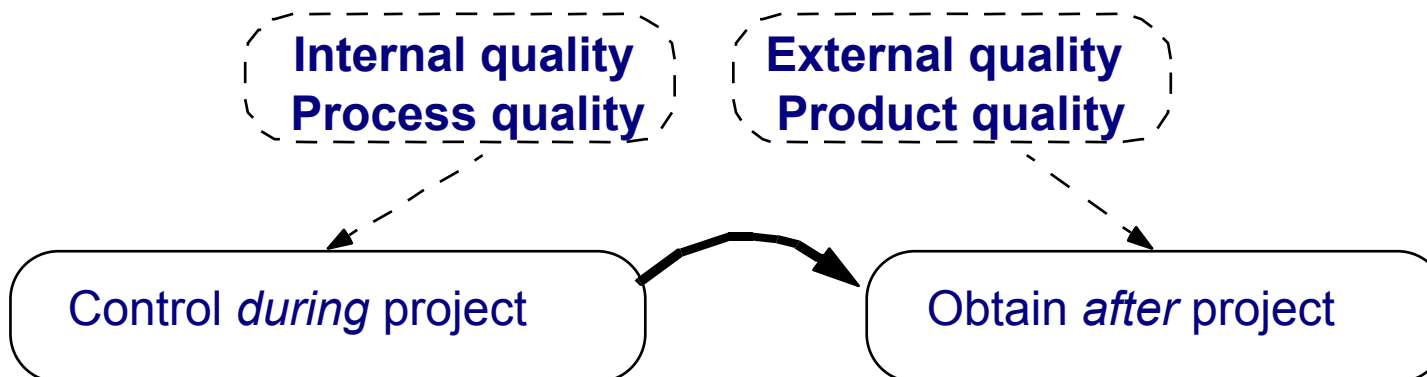 Internal quality
Process quality
External quality
Product quality
Control during project
Obtain after project